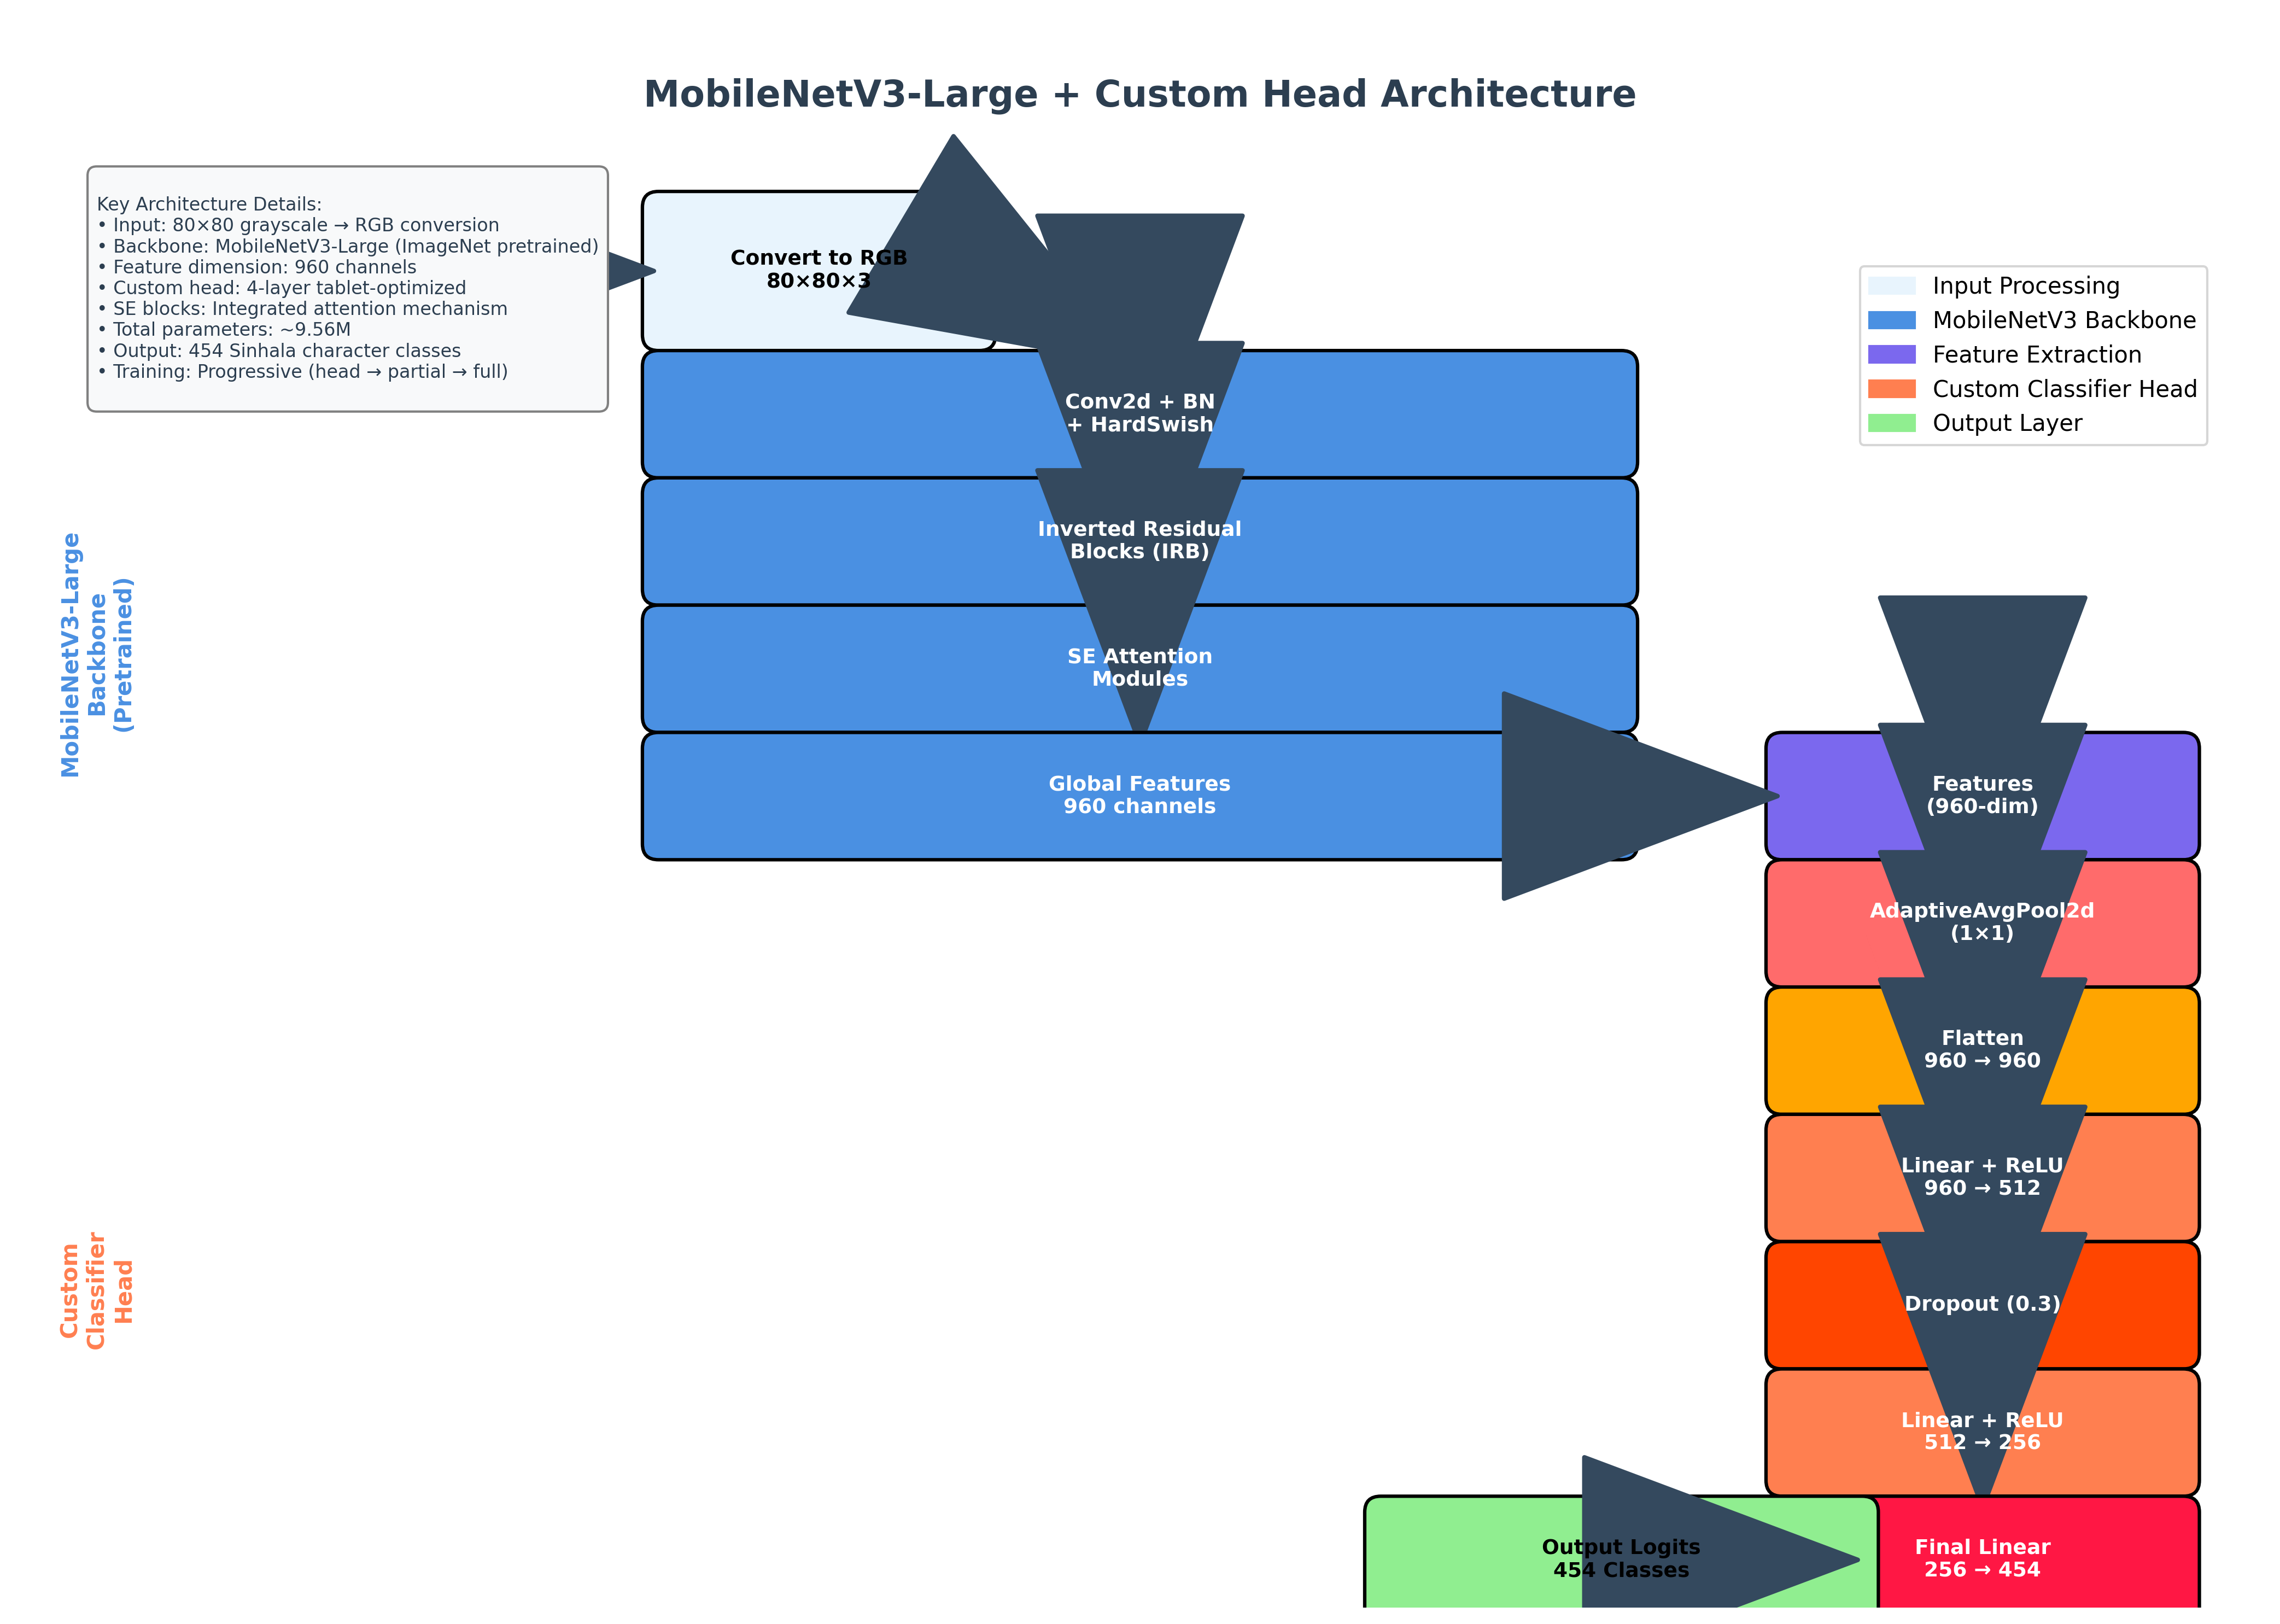 MobileNetV3-Large + Custom Head Architecture
Key Architecture Details:
• Input: 80×80 grayscale → RGB conversion
• Backbone: MobileNetV3-Large (ImageNet pretrained)
• Feature dimension: 960 channels
• Custom head: 4-layer tablet-optimized
• SE blocks: Integrated attention mechanism
• Total parameters: ~9.56M
• Output: 454 Sinhala character classes
• Training: Progressive (head → partial → full)
Convert to RGB
80×80×3
Input Processing
MobileNetV3 Backbone
Feature Extraction
Custom Classifier Head
Output Layer
Conv2d + BN
+ HardSwish
Inverted Residual
Blocks (IRB)
SE Attention
Modules
Global Features
960 channels
MobileNetV3-Large
Backbone
(Pretrained)
Features
(960-dim)
AdaptiveAvgPool2d
(1×1)
Flatten
960 → 960
Linear + ReLU
960 → 512
Dropout (0.3)
Linear + ReLU
512 → 256
Custom
Classifier
Head
Output Logits
454 Classes
Final Linear
256 → 454